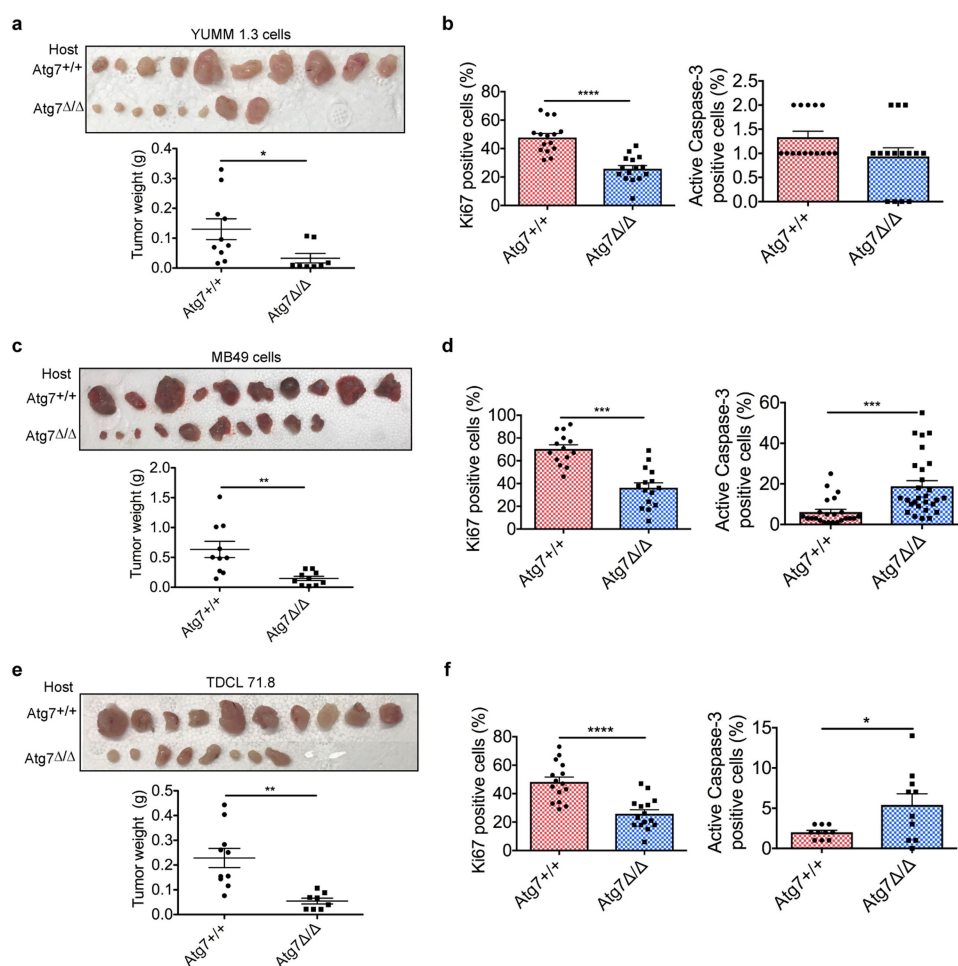 a
YUMM 1.3 cells
Host
Atg7+/+
Atg7Δ/Δ
Tumor weight (g)
*
0.4
0.3
0.2
0.1
0.0
Atg7+/+
Atg7Δ/Δ
b
Ki67 positive cells (%)
****
80
60
40
20
0
Atg7+/+
Atg7Δ/Δ
Active Caspase-3
positive cells (%)
2.5
2.0
1.5
1.0
0.5
0.0
Atg7+/+
Atg7Δ/Δ
c
MB49 cells
Host
Atg7+/+
Atg7Δ/Δ
Tumor weight (g)
**
2.0
1.5
1.0
0.5
0.0
Atg7+/+
Atg7Δ/Δ
d
Ki67 positive cells (%)
***
100
80
60
40
20
0
Atg7+/+
Atg7Δ/Δ
Active Caspase-3
positive cells (%)
***
60
40
20
0
Atg7+/+
Atg7Δ/Δ
e
TDCL 71.8
Host
Atg7+/+
Atg7Δ/Δ
Tumor weight (g)
**
0.5
0.4
0.3
0.2
0.1
0.0
Atg7+/+
Atg7Δ/Δ
f
Ki67 positive cells (%)
****
100
80
60
40
20
0
Atg7+/+
Atg7Δ/Δ
Active Caspase-3
positive cells (%)
*
15
10
5
0
Atg7+/+
Atg7Δ/Δ